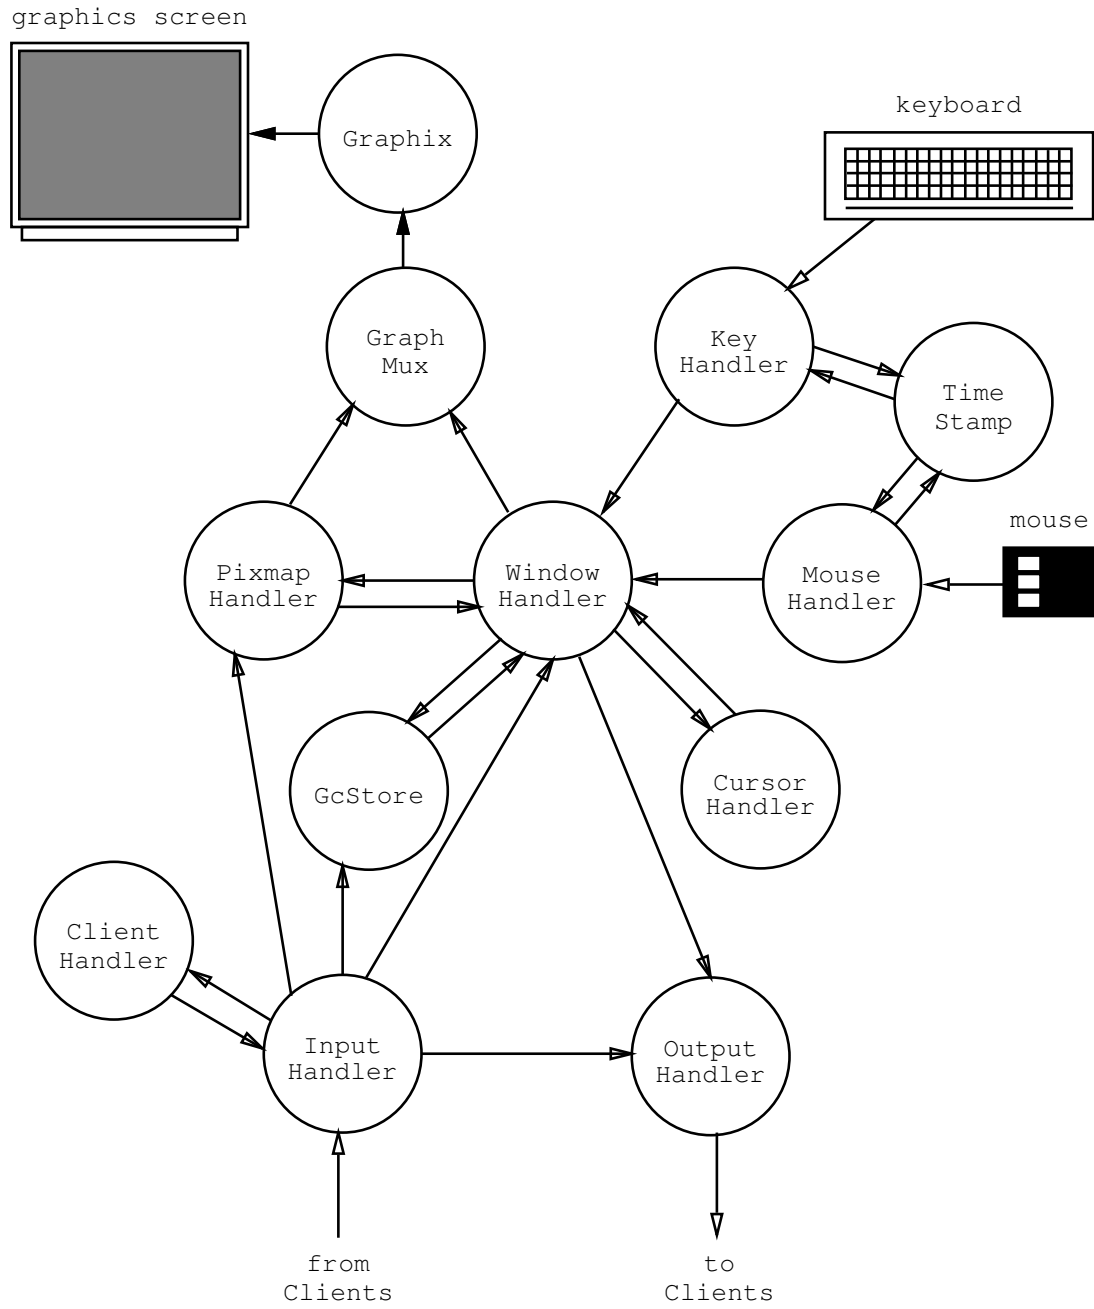 graphics screen
Graphix
keyboard
Graph
Mux
Key
Handler
Time
Stamp
mouse
Pixmap
Handler
Window
Handler
Mouse
Handler
GcStore
Cursor
Handler
Client
Handler
Input
Handler
Output
Handler
from
Clients
to
Clients